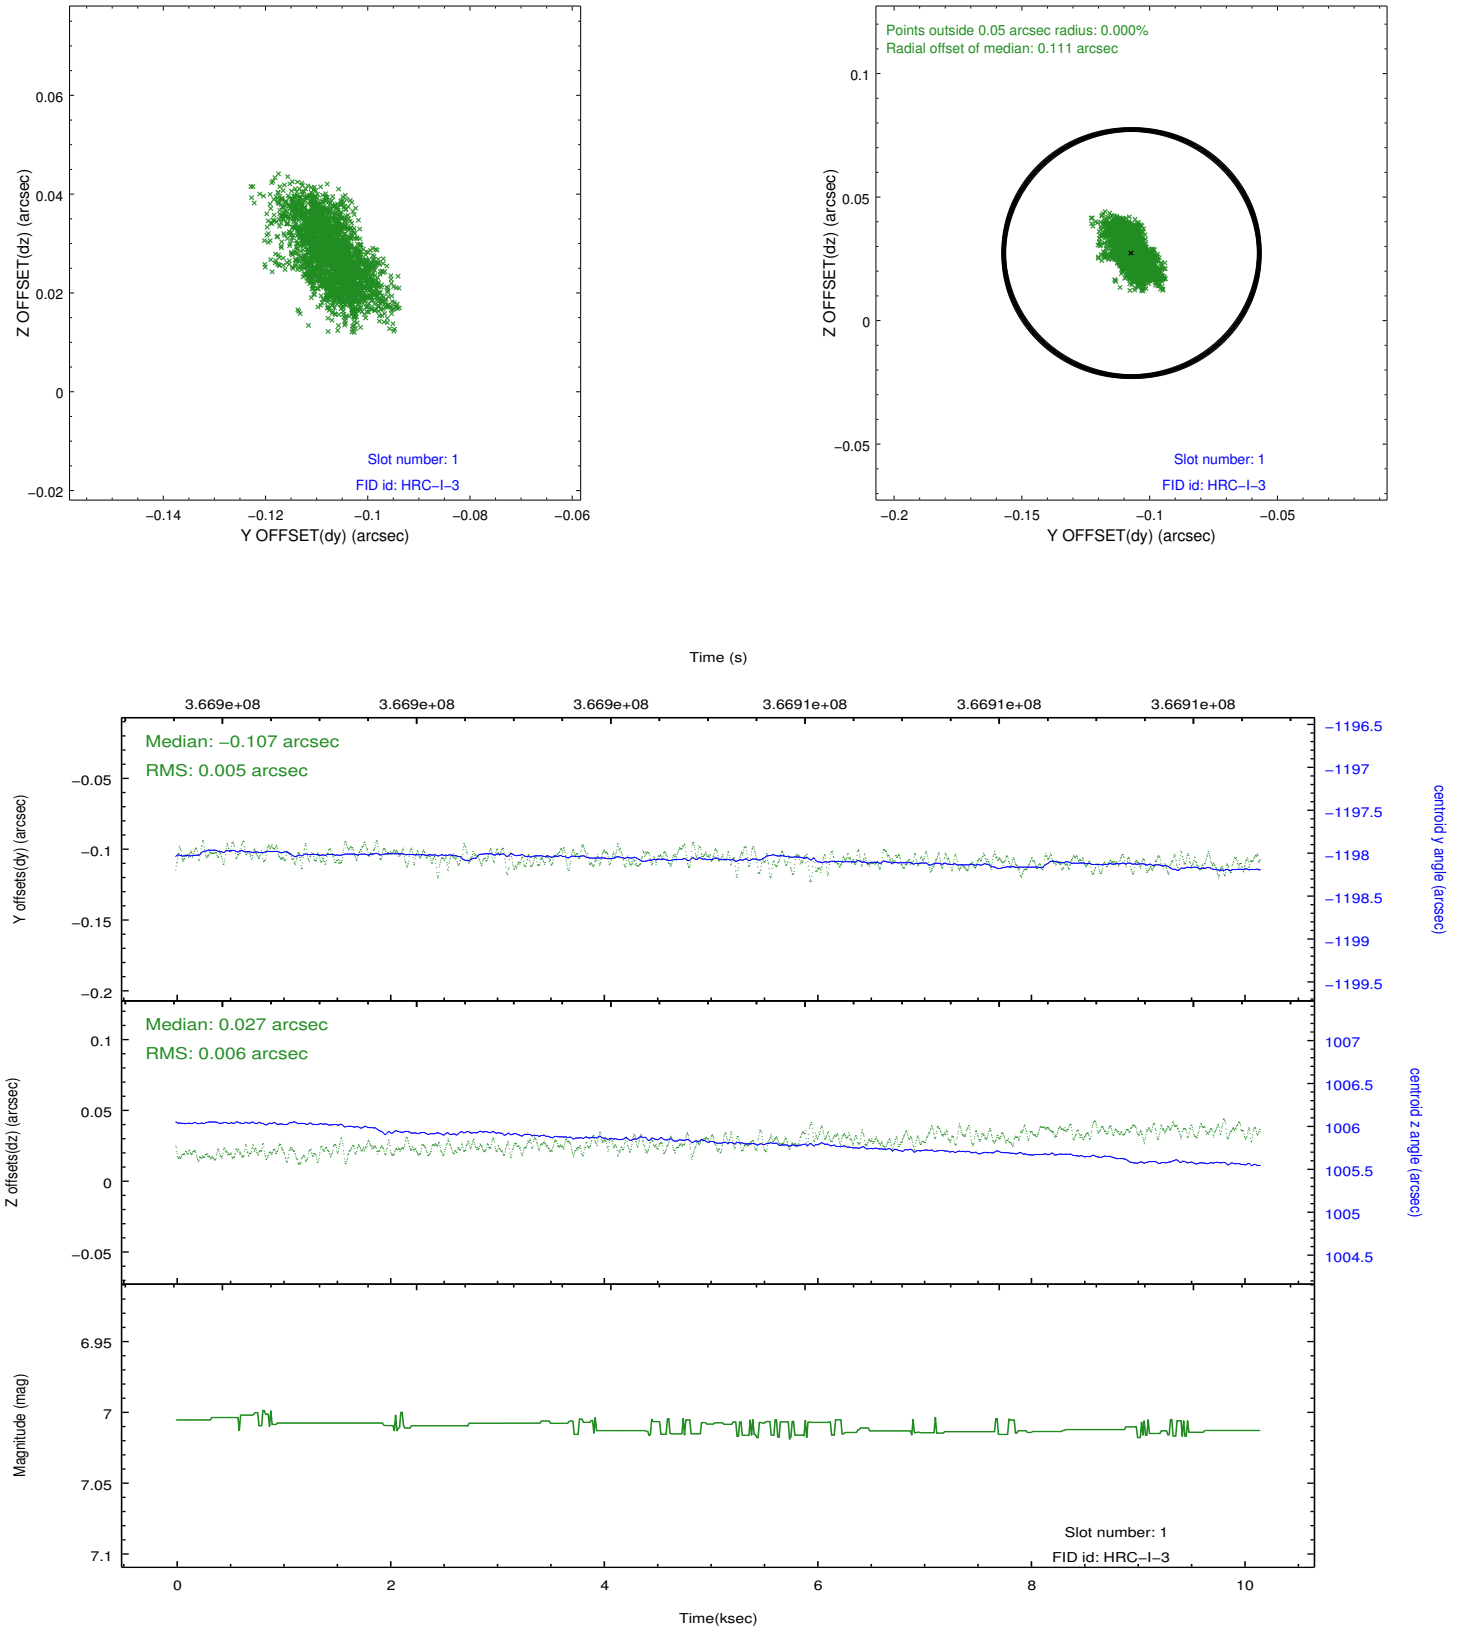 0.06
0.04
0.02
0
−0.02
Z OFFSET(dz) (arcsec)
Slot number: 1
FID id: HRC−I−3
−0.14
−0.12
−0.1
−0.08
−0.06
Y OFFSET(dy) (arcsec)
Points outside 0.05 arcsec radius: 0.000%
Radial offset of median: 0.111 arcsec
0.1
0.05
0
−0.05
Z OFFSET(dz) (arcsec)
Slot number: 1
FID id: HRC−I−3
−0.2
−0.15
−0.1
−0.05
Y OFFSET(dy) (arcsec)
Time (s)
3.669e+08
3.669e+08
3.669e+08
3.6691e+08
3.6691e+08
3.6691e+08
Median: −0.107 arcsec
RMS: 0.005 arcsec
−0.05
−0.1
−0.15
−0.2
Y offsets(dy) (arcsec)
−1196.5
−1197
−1197.5
−1198
−1198.5
−1199
−1199.5
centroid y angle (arcsec)
Median: 0.027 arcsec
RMS: 0.006 arcsec
0.1
0.05
0
−0.05
Z offsets(dz) (arcsec)
1007
1006.5
1006
1005.5
1005
1004.5
centroid z angle (arcsec)
6.95
7
7.05
7.1
Magnitude (mag)
Slot number: 1
FID id: HRC−I−3
0
2
4
6
8
10
Time(ksec)